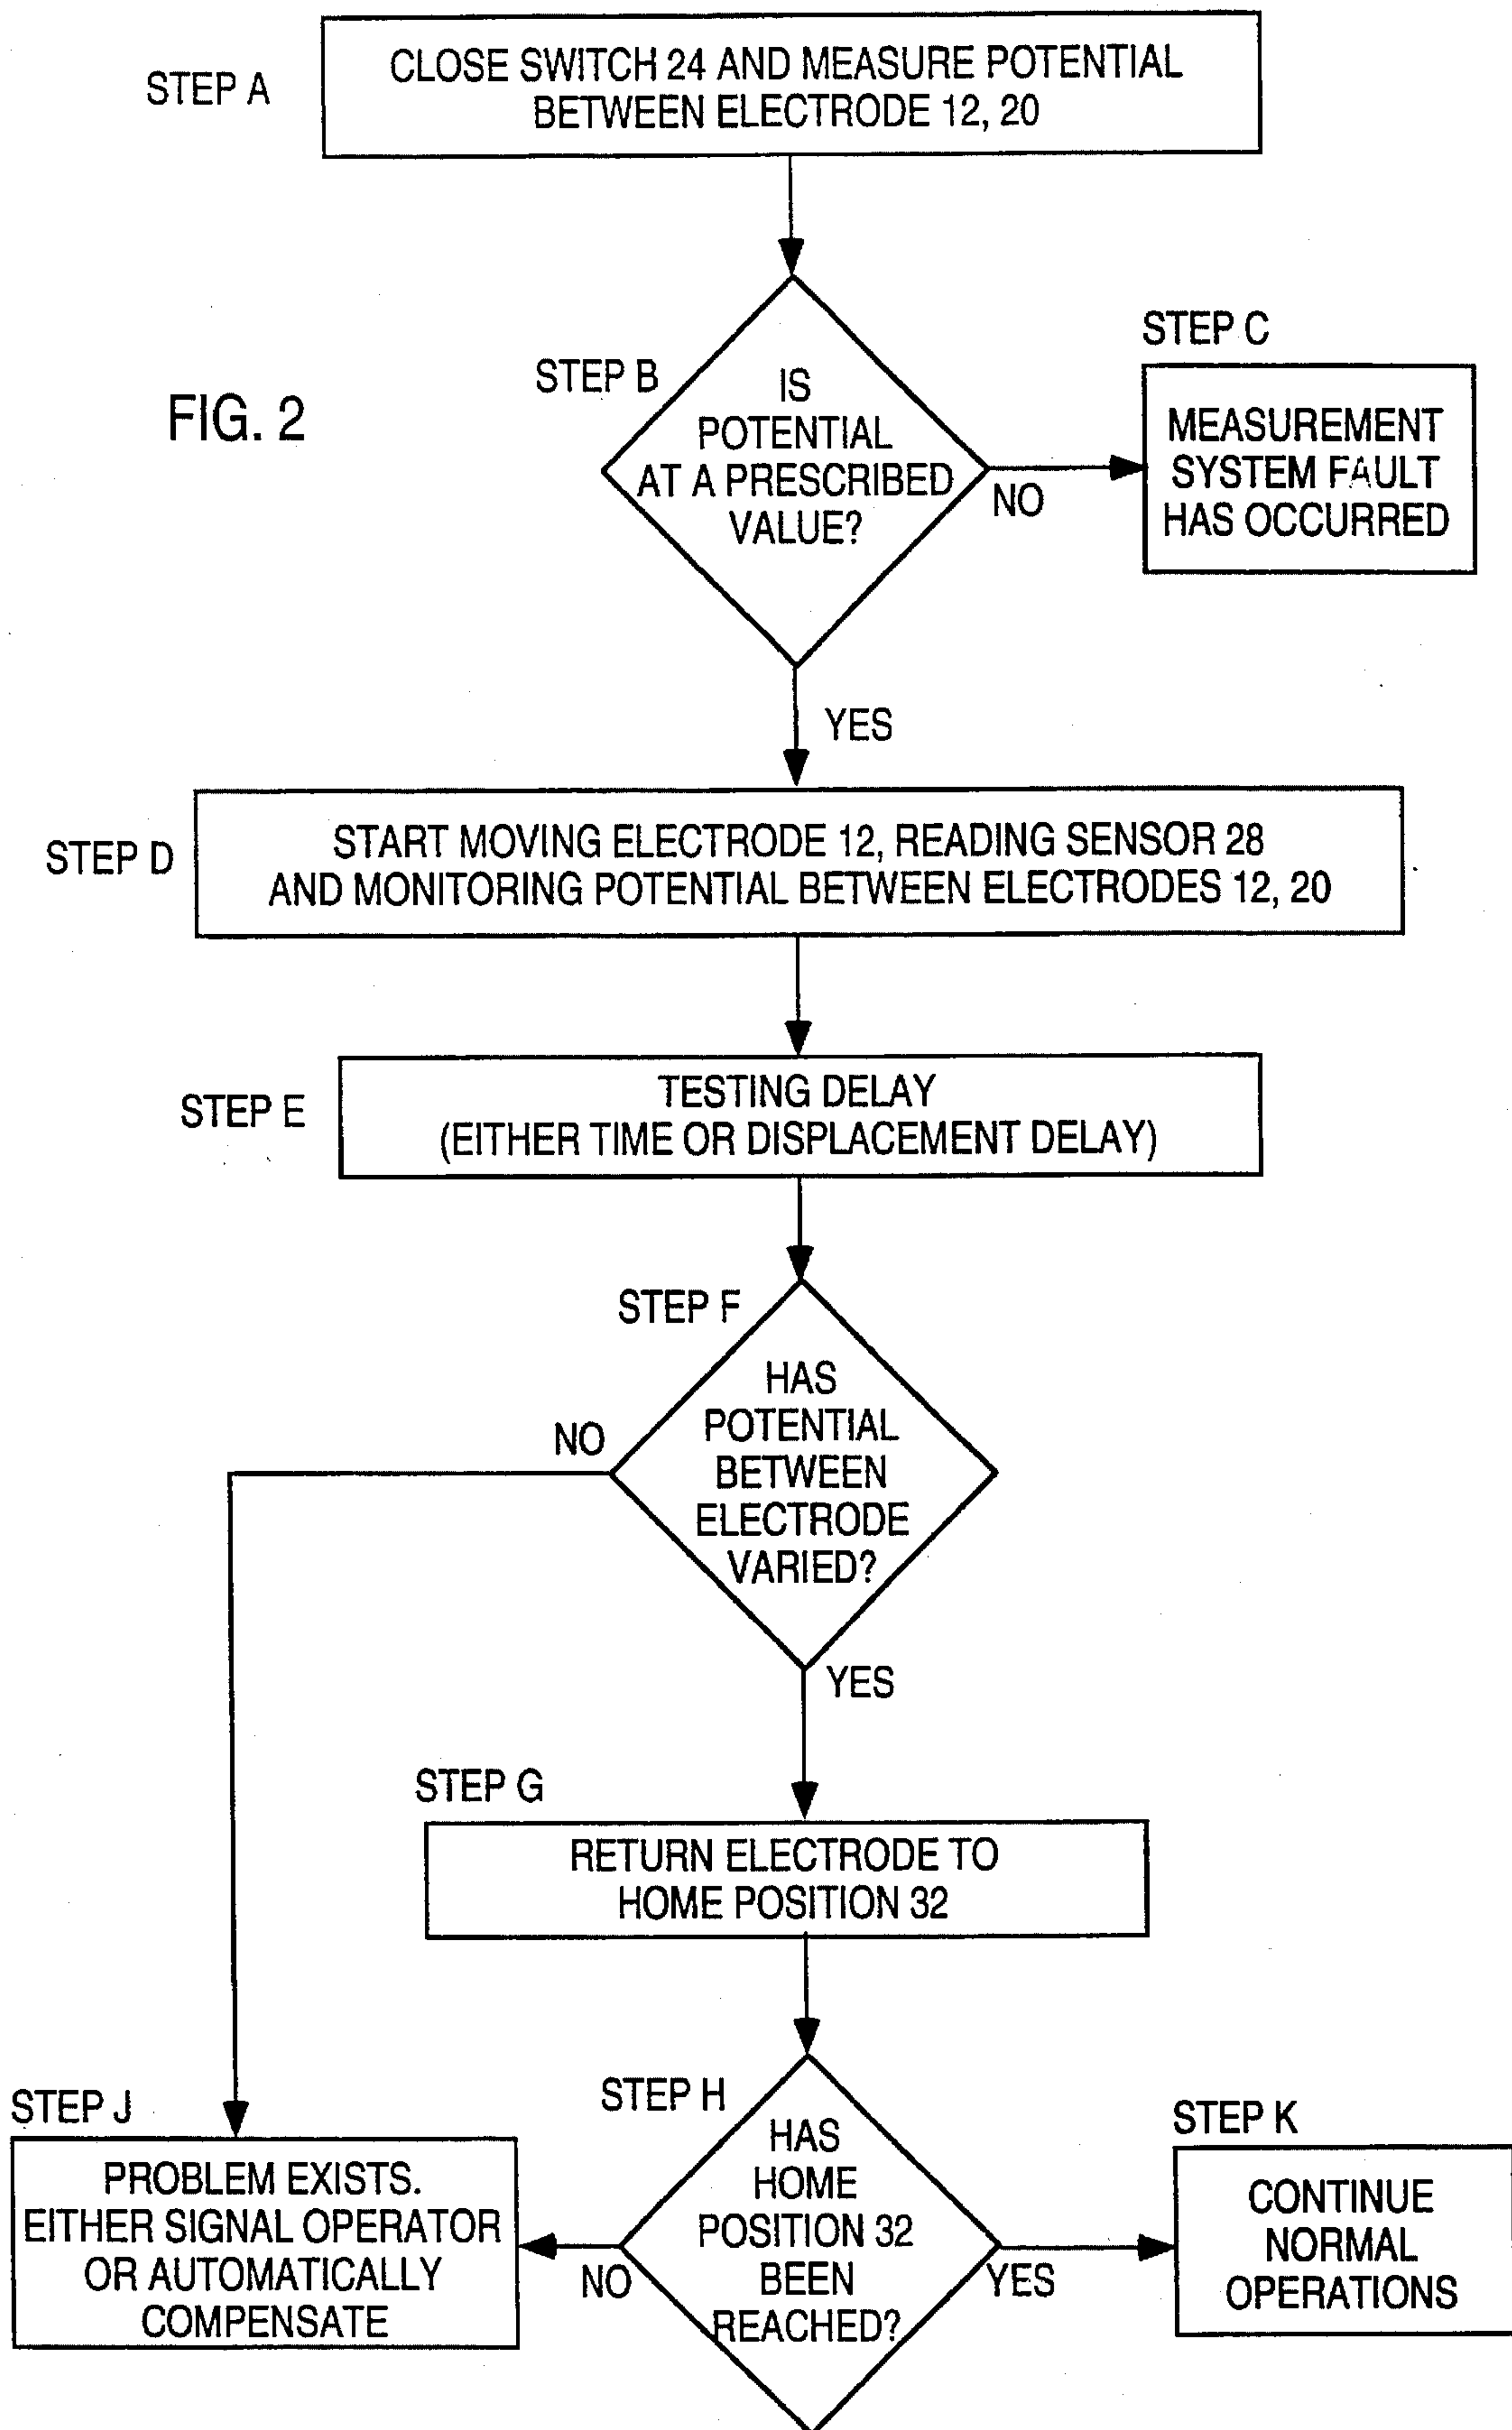 STEP A
CLOSE SWITCH 24 AND MEASURE POTENTIAL
BETWEEN ELECTRODE 12, 20
FIG. 2
STEP B
IS
POTENTIAL
AT A PRESCRIBED
VALUE?
NO
STEP C
MEASUREMENT
SYSTEM FAULT
HAS OCCURRED
YES
STEP D
START MOVING ELECTRODE 12, READING SENSOR 28
AND MONITORING POTENTIAL BETWEEN ELECTRODES 12, 20
STEP E
TESTING DELAY
(EITHER TIME OR DISPLACEMENT DELAY)
STEP F
HAS
POTENTIAL
BETWEEN
ELECTRODE
VARIED?
NO
YES
STEP G
RETURN ELECTRODE TO
HOME POSITION 32
STEP H
HAS
HOME
POSITION 32
BEEN
REACHED?
NO
YES
STEP J
PROBLEM EXISTS.
EITHER SIGNAL OPERATOR
OR AUTOMATICALLY
COMPENSATE
STEP K
CONTINUE
NORMAL
OPERATIONS